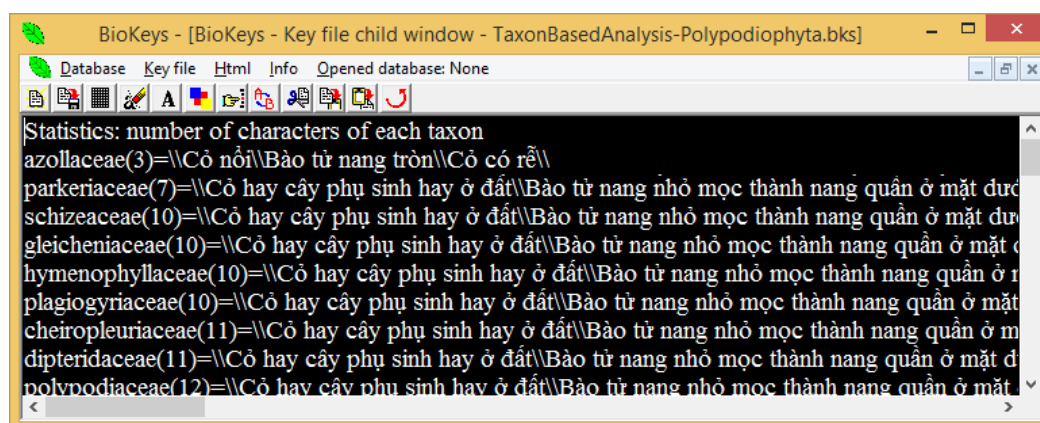 BioKeys - [BioKeys - Key file child window - TaxonBasedAnalysis-Polypodiophyta.bks]
Database Key file Html Info Opened database: None
A
Statistics: number of characters of each taxon
azollaceae(3)=\\Cỏ nổi\\Bào tử nang tròn\\Cỏ có rễ\\
parkeriaceae(7)=\\Cỏ hay cây phụ sinh hay ở đất\\Bào tử nang nhỏ mọc thành nang quần ở mặt
schizeaceae(10)=\\Cỏ hay cây phụ sinh hay ở đất\\Bào tử nang nhỏ mọc thành nang quần ở mặt
gleicheniaceae(10)=\\Cỏ hay cây phụ sinh hay ở đất\\Bào tử nang nhỏ mọc thành nang quần ở mặt
hymenophyllaceae(10)=\\Cỏ hay cây phụ sinh hay ở đất\\Bào tử nang nhỏ mọc thành nang quần ở
plagiogyriaceae(10)=\\Cỏ hay cây phụ sinh hay ở đất\\Bào tử nang nhỏ mọc thành nang quần ở mặt
cheiropleuriaceae(11)=\\Cỏ hay cây phụ sinh hay ở đất\\Bào tử nang nhỏ mọc thành nang quần ở
dipteridaceae(11)=\\Cỏ hay cây phụ sinh hay ở đất\\Bào tử nang nhỏ mọc thành nang quần ở mặt
polypodiaceae(12)=\\Cỏ hay cây phụ sinh hay ở đất\\Bào tử nang nhỏ mọc thành nang quần ở mặt